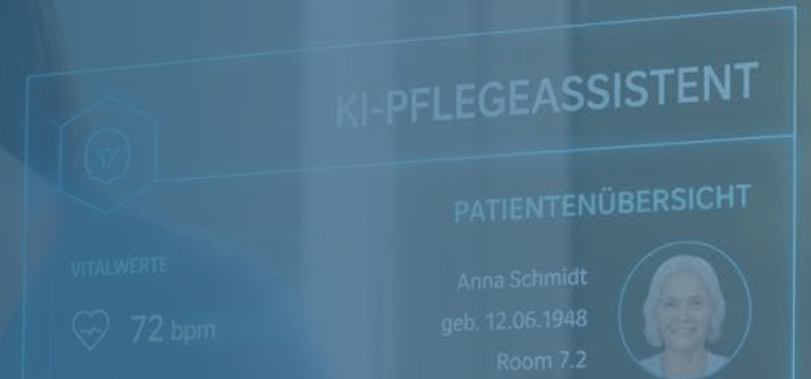 KI-PFLEGEASSISTENT
PATIENTENÜBERSICHT
VITALWERTE
72 bpm
Anna Schmidt
geb. 12.06.1948
Room 7.2